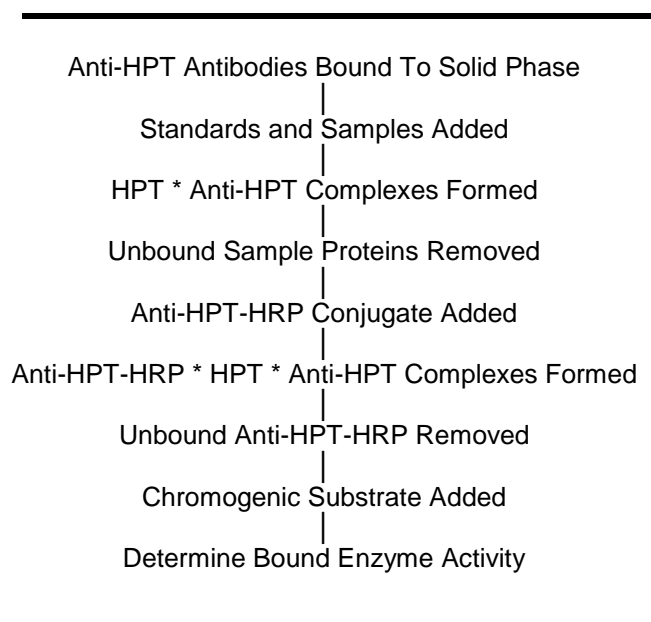 Anti-HPT Antibodies Bound To Solid Phase
Standards and Samples Added
HPT * Anti-HPT Complexes Formed
Unbound Sample Proteins Removed
Anti-HPT-HRP Conjugate Added
Anti-HPT-HRP * HPT * Anti-HPT Complexes Formed
Unbound Anti-HPT-HRP Removed
Chromogenic Substrate Added
Determine Bound Enzyme Activity